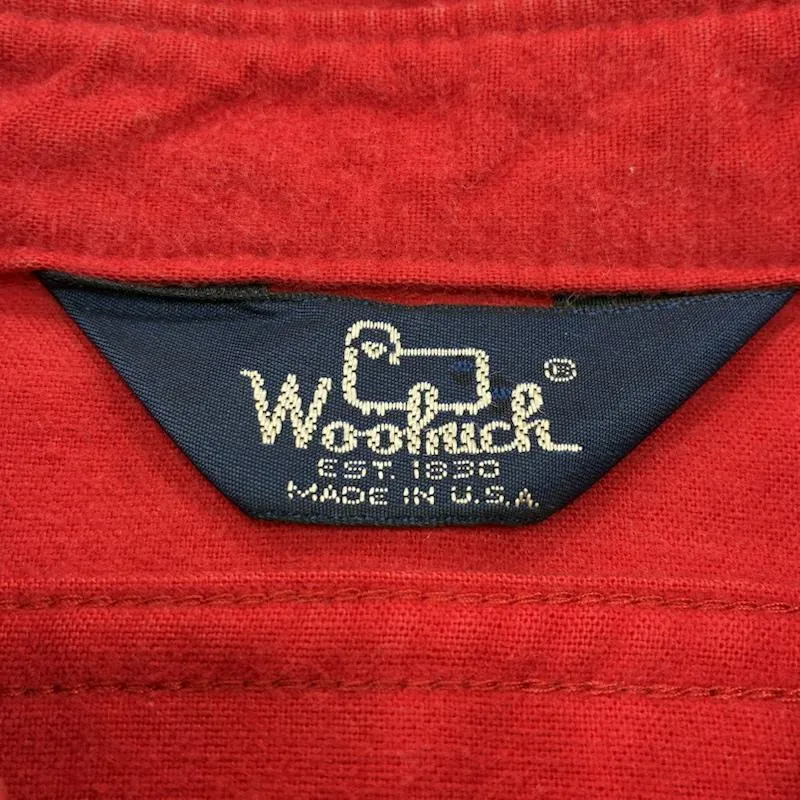 Woolrich ®
EST. 1830
MADE IN U.S.A.